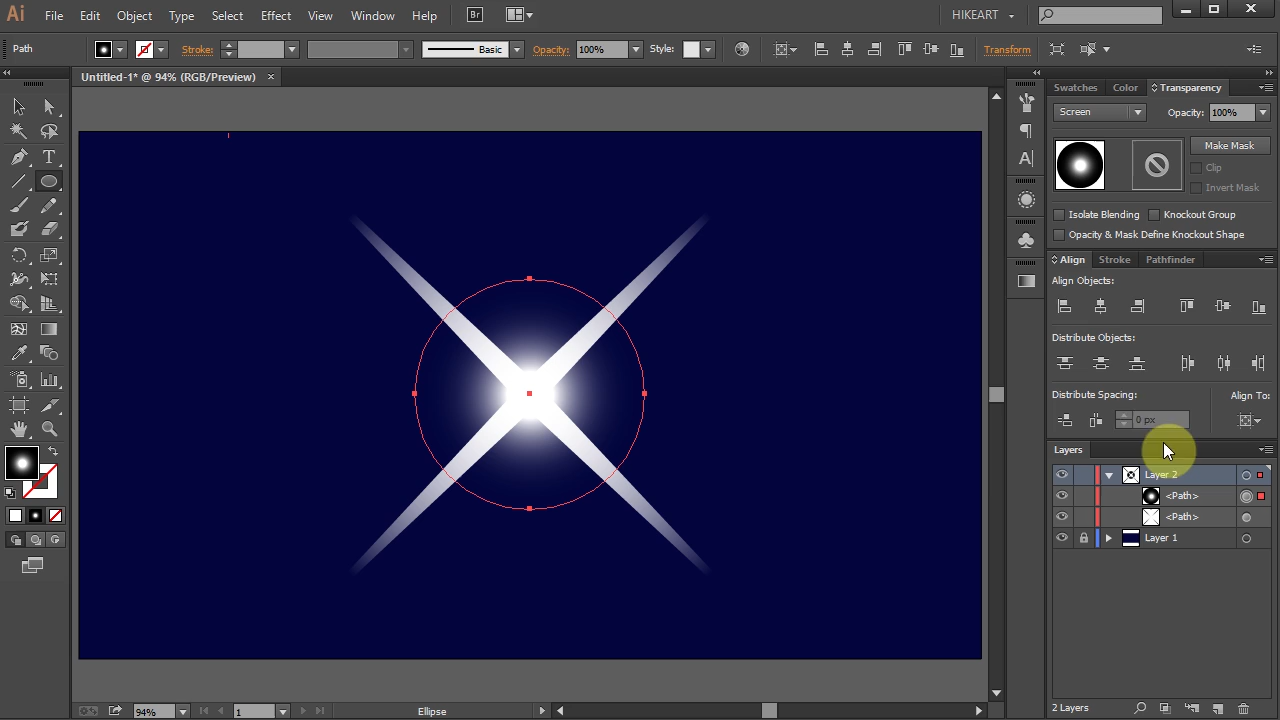 Ai File Edit Object Type Select Effect View Window Help Br HIKEART
Path Stroke: Basic Opacity: 100% Style: Transform
Untitled-1* @ 94% (RGB/Preview)
Swatches Color Transparency
Screen Opacity: 100%
Make Mask
Clip
Invert Mask
Isolate Blending Knockout Group
Opacity & Mask Define Knockout Shape
Align Stroke Pathfinder
Align Objects:
Distribute Objects:
Distribute Spacing: Align To:
0 px
Layers
Layer 2
<Path>
<Path>
Layer 1
2 Layers
94% 1 Ellipse